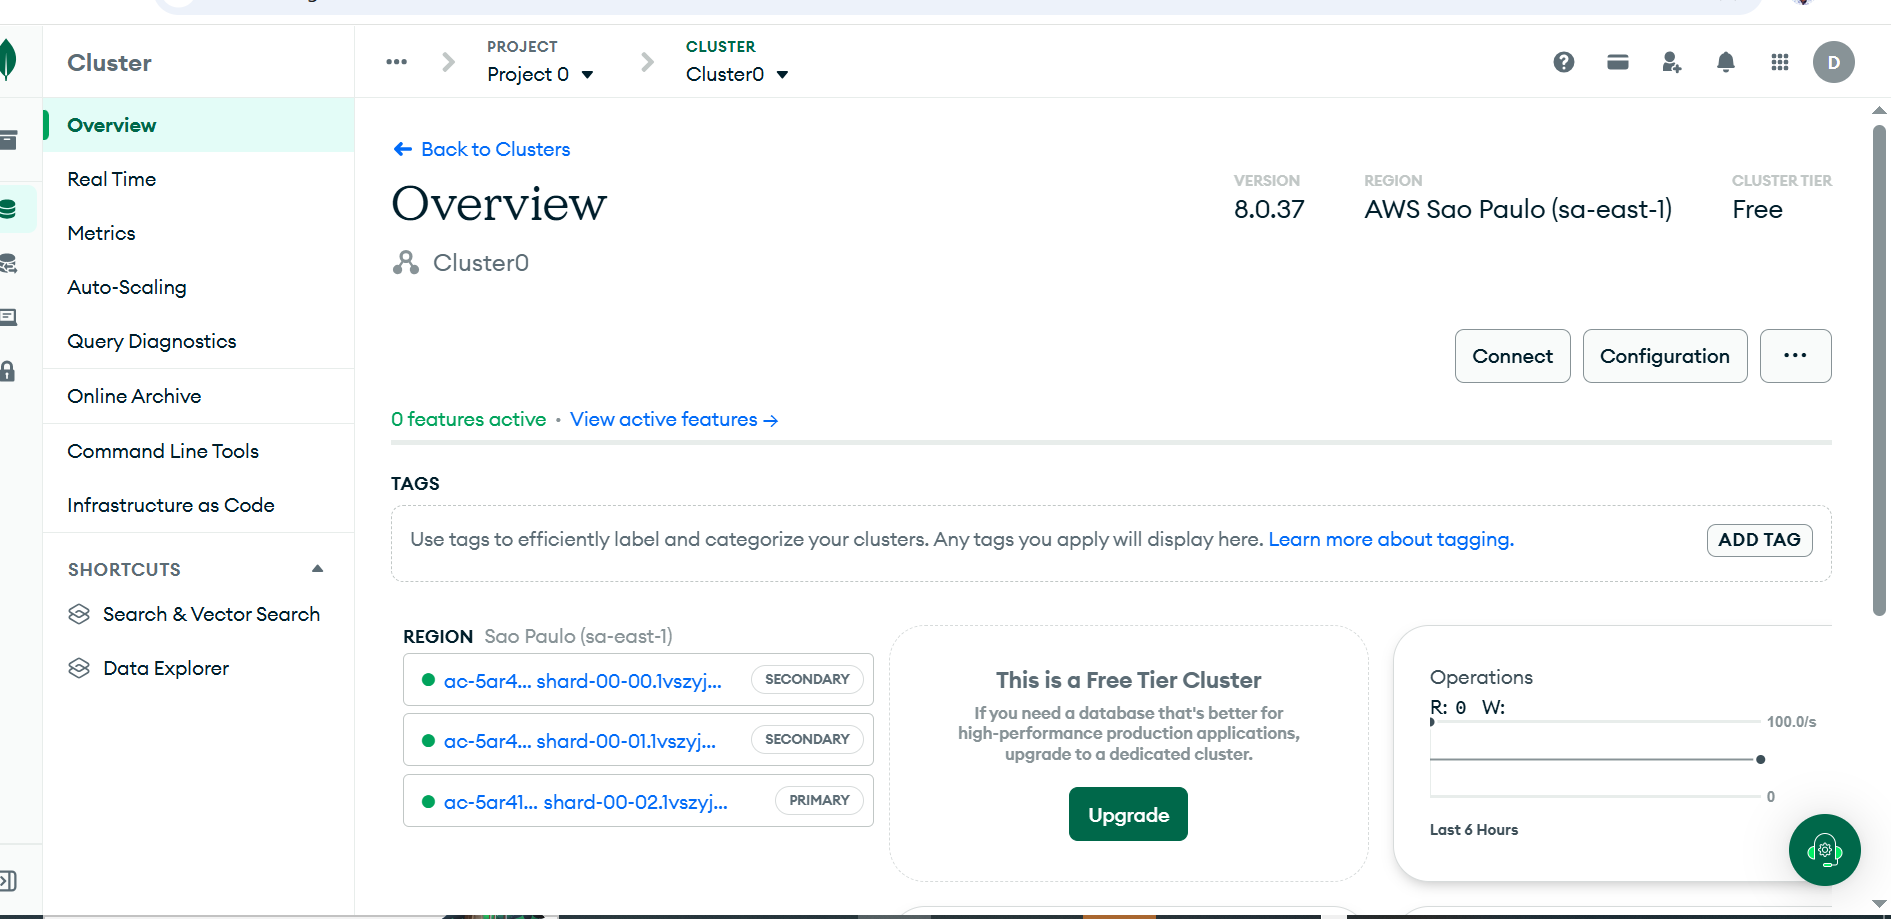 Cluster
PROJECT
Project 0
CLUSTER
Cluster0
D
Overview
Real Time
Metrics
Auto-Scaling
Query Diagnostics
Online Archive
Command Line Tools
Infrastructure as Code
SHORTCUTS
Search & Vector Search
Data Explorer
Back to Clusters
Overview
Cluster0
VERSION
8.0.37
REGION
AWS Sao Paulo (sa-east-1)
CLUSTER TIER
Free
Connect
Configuration
...
0 features active • View active features →
TAGS
Use tags to efficiently label and categorize your clusters. Any tags you apply will display here. Learn more about tagging.
ADD TAG
REGION Sao Paulo (sa-east-1)
ac-5ar4... shard-00-00.1vszyj... SECONDARY
ac-5ar4... shard-00-01.1vszyj... SECONDARY
ac-5ar41... shard-00-02.1vszyj... PRIMARY
This is a Free Tier Cluster
If you need a database that's better for
high-performance production applications,
upgrade to a dedicated cluster.
Upgrade
Operations
R: 0 W:
100.0/s
0
Last 6 Hours